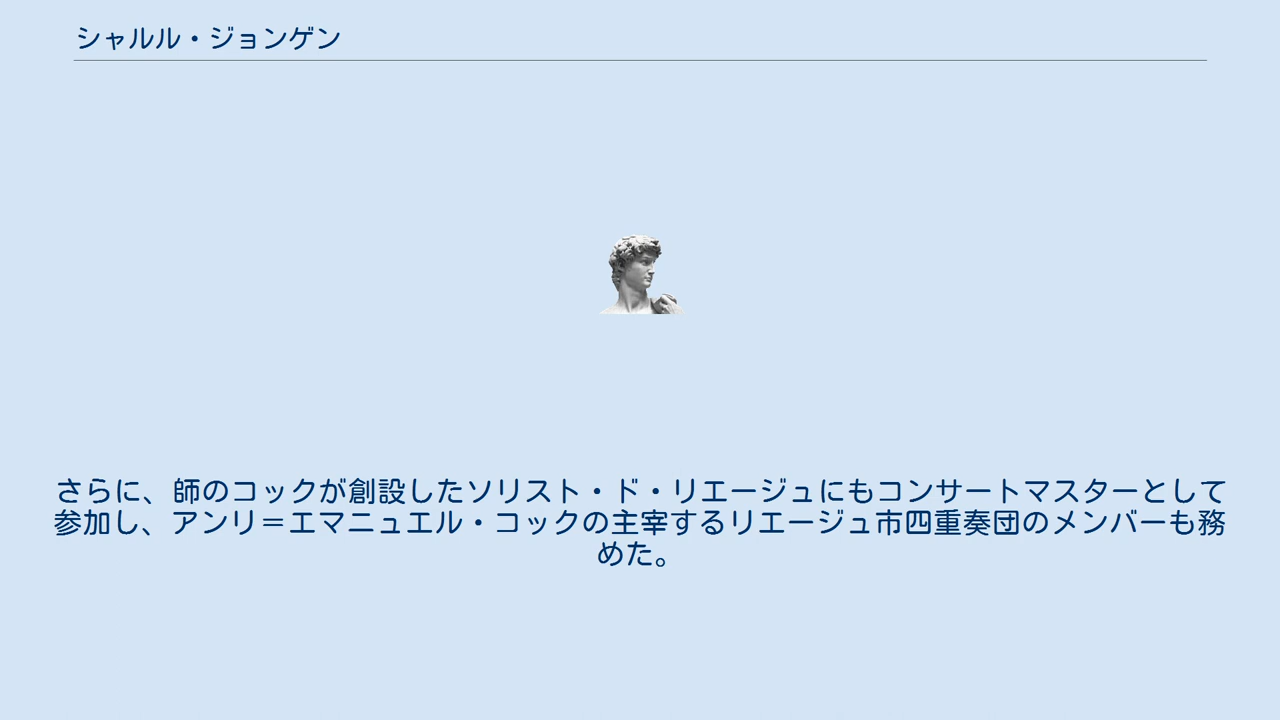 シャルル・ジョンゲン
さらに、師のコックが創設したソリスト・ド・リエージュにもコンサートマスターとして
参加し、アンリ＝エマニュエル・コックの主宰するリエージュ市四重奏団のメンバーも務
めた。